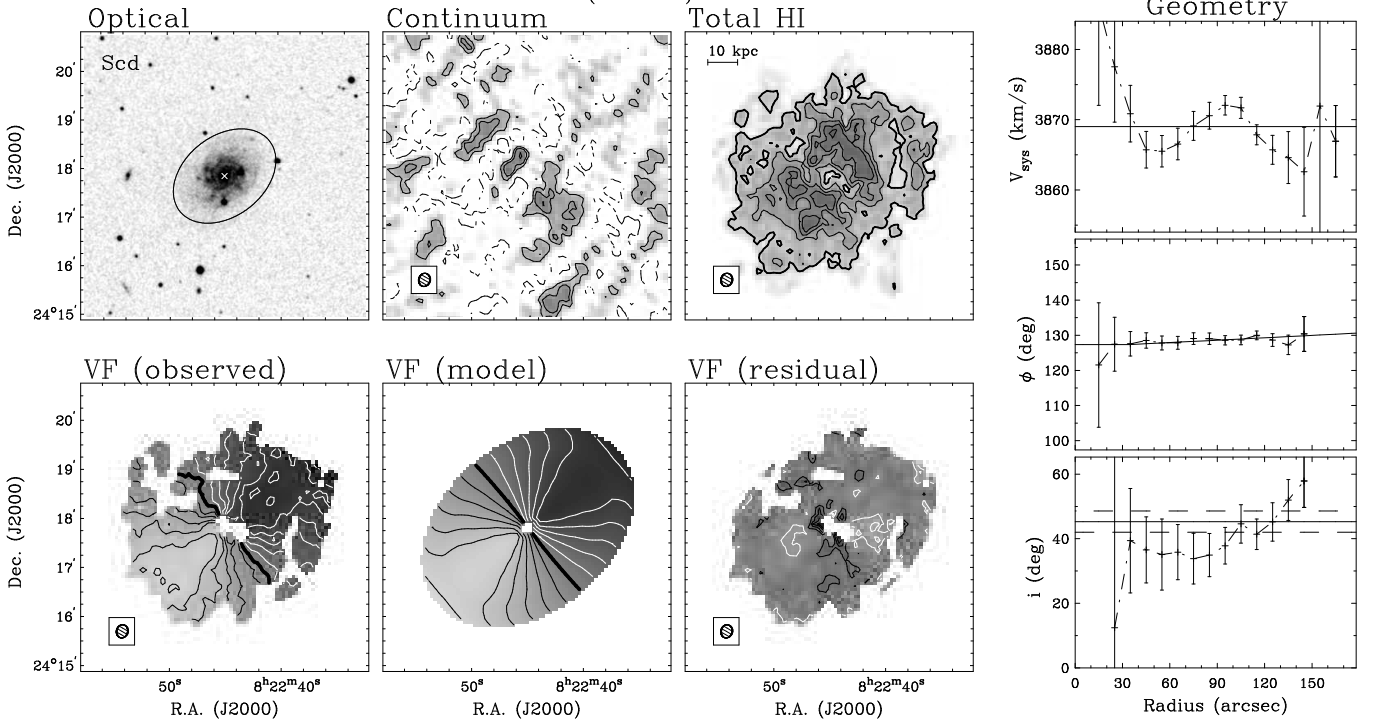 Optical
Continuum
Total HI
Geometry
Scd
10 kpc
Dec. (J2000)
20′
19′
18′
17′
16′
24°15′
V_sys (km/s)
3880
3870
3860
ϕ (deg)
150
140
130
120
110
100
i (deg)
60
40
20
0
0 30 60 90 120 150
Radius (arcsec)
VF (observed)
VF (model)
VF (residual)
Dec. (J2000)
20′
19′
18′
17′
16′
24°15′
50ˢ 8ʰ22ᵐ40ˢ
50ˢ 8ʰ22ᵐ40ˢ
50ˢ 8ʰ22ᵐ40ˢ
R.A. (J2000)
R.A. (J2000)
R.A. (J2000)